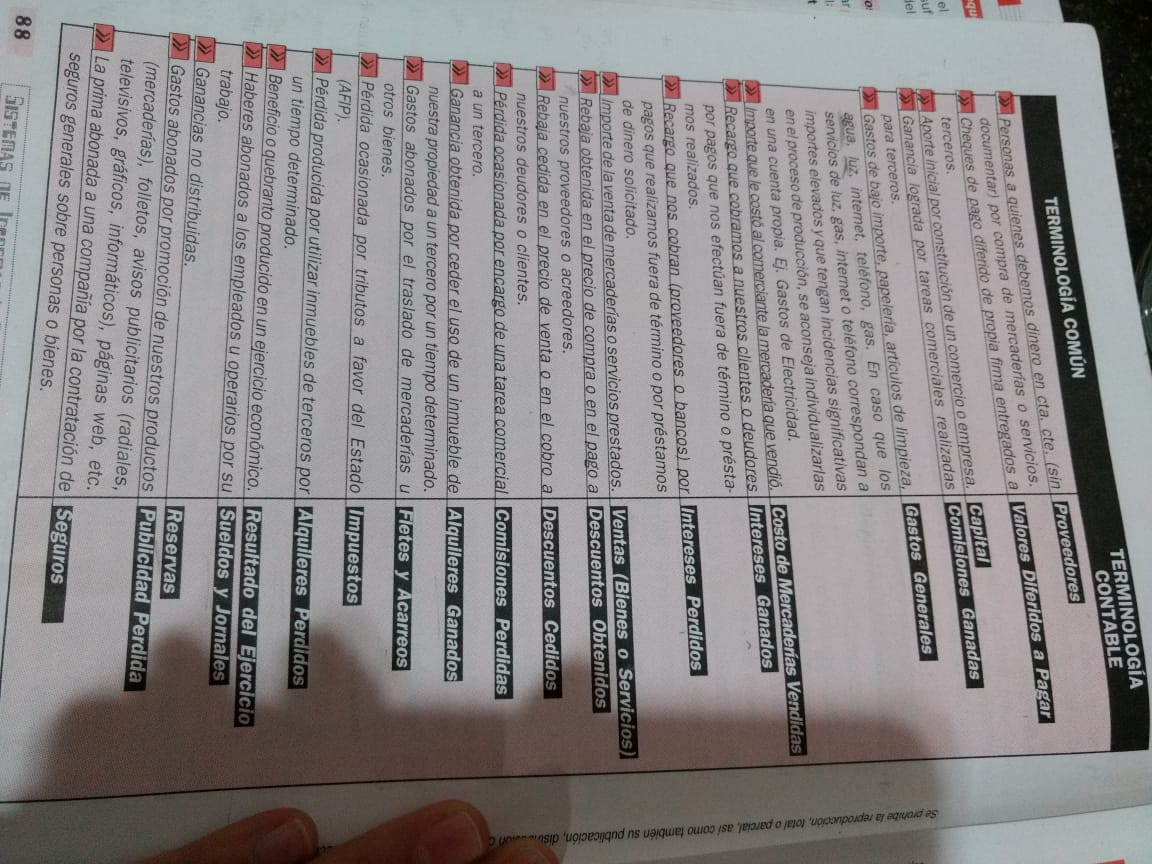 TERMINOLOGÍA COMÚN
TERMINOLOGÍA
CONTABLE
Personas a quienes debemos dinero en cta. cte. (sin
documentar) por compra de mercaderías o servicios.
Proveedores
Cheques de pago diferido de propia firma entregados a
terceros.
Valores Diferidos a Pagar
Aporte inicial por constitución de un comercio o empresa.
Capital
Ganancia lograda por tareas comerciales realizadas
para terceros.
Comisiones Ganadas
Gastos de bajo importe, papelería, artículos de limpieza,
agua, luz, internet, teléfono, gas. En caso que los
servicios de luz, gas, internet o teléfono correspondan a
importes elevados y que tengan incidencias significativas
en el proceso de producción, se aconseja individualizarlas
en una cuenta propia. Ej. Gastos de Electricidad.
Gastos Generales
Importe que le costó al comerciante la mercadería que vendió.
Costo de Mercaderías Vendidas
Recargo que cobramos a nuestros clientes o deudores
por pagos que nos efectúan fuera de término o présta-
mos realizados.
Intereses Ganados
Recargo que nos cobran (proveedores o bancos) por
pagos que realizamos fuera de término o por préstamos
de dinero solicitado.
Intereses Perdidos
Importe de la venta de mercaderías o servicios prestados.
Ventas (Bienes o Servicios)
Rebaja obtenida en el precio de compra o en el pago a
nuestros proveedores o acreedores.
Descuentos Obtenidos
Rebaja cedida en el precio de venta o en el cobro a
nuestros deudores o clientes.
Descuentos Cedidos
Pérdida ocasionada por encargo de una tarea comercial
a un tercero.
Comisiones Perdidas
Ganancia obtenida por ceder el uso de un inmueble de
nuestra propiedad a un tercero por un tiempo determinado.
Alquileres Ganados
Gastos abonados por el traslado de mercaderías u
otros bienes.
Fletes y Acarreos
Pérdida ocasionada por tributos a favor del Estado
(AFIP).
Impuestos
Pérdida producida por utilizar inmuebles de terceros por
un tiempo determinado.
Alquileres Perdidos
Beneficio o quebranto producido en un ejercicio económico.
Resultado del Ejercicio
Haberes abonados a los empleados u operarios por su
trabajo.
Sueldos y Jornales
Ganancias no distribuidas.
Reservas
Gastos abonados por promoción de nuestros productos
(mercaderías), folletos, avisos publicitarios (radiales,
televisivos, gráficos, informáticos), páginas web, etc.
Publicidad Perdida
La prima abonada a una compañía por la contratación de
seguros generales sobre personas o bienes.
Seguros
88
SISTEMAS DE
Se prohíbe la reproducción, total o parcial, así como también su publicación,